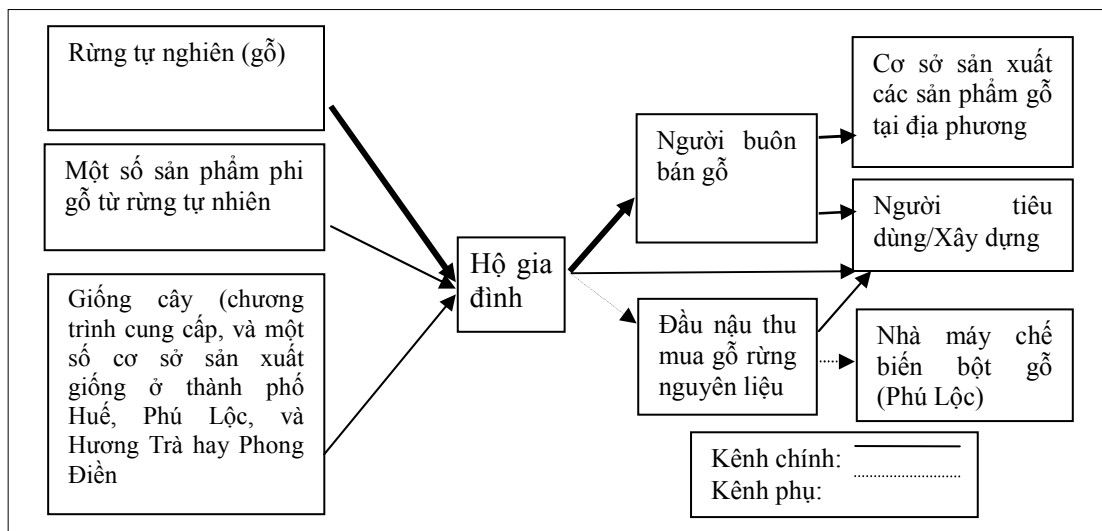 Rừng tự nghiên (gỗ)
Một số sản phẩm phi
gỗ từ rừng tự nhiên
Giống cây (chương
trình cung cấp, và một
số cơ sở sản xuất
giống ở thành phố
Huế, Phú Lộc, và
Hương Trà hay Phong
Điền
Hộ gia
đình
Người buôn
bán gỗ
Đầu nậu thu
mua gỗ rừng
nguyên liệu
Cơ sở sản xuất
các sản phẩm gỗ
tại địa phương
Người tiêu
dùng/Xây dựng
Nhà máy chế
biến bột gỗ
(Phú Lộc)
Kênh chính:
Kênh phụ: